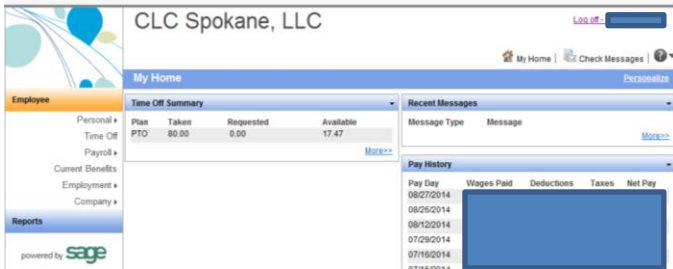 CLC Spokane, LLC
Log off -
My Home | Check Messages |
My Home
Personalize
Employee
Personal
Time Off
Payroll
Current Benefits
Employment
Company
Reports
powered by sage
Time Off Summary
Plan Taken Requested Available
PTO 80.00 0.00 17.47
More>>
Recent Messages
Message Type Message
More>>
Pay History
Pay Day Wages Paid Deductions Taxes Net Pay
08/27/2014
08/26/2014
08/12/2014
07/29/2014
07/16/2014
07/15/2014